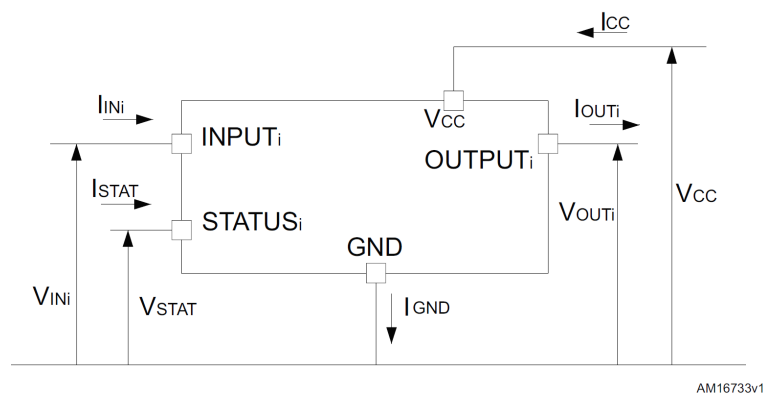 ICC
IINi
VCC
IOUTi
INPUTi
OUTPUTi
ISTAT
VCC
STATUSi
VOUTi
GND
VINi
VSTAT
IGND
AM16733v1